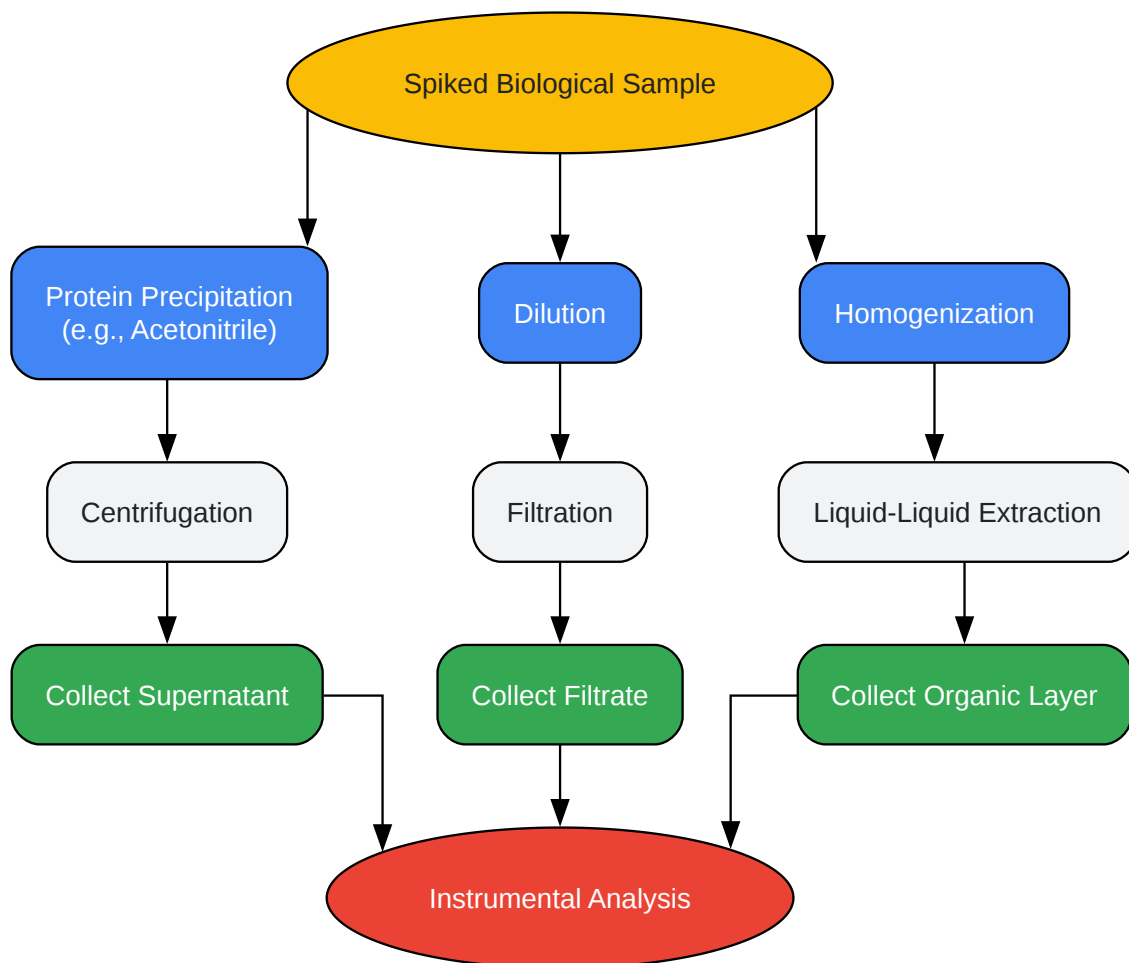 Spiked Biological Sample
Protein Precipitation
(e.g., Acetonitrile)
Dilution
Homogenization
Centrifugation
Filtration
Liquid-Liquid Extraction
Collect Supernatant
Collect Filtrate
Collect Organic Layer
Instrumental Analysis